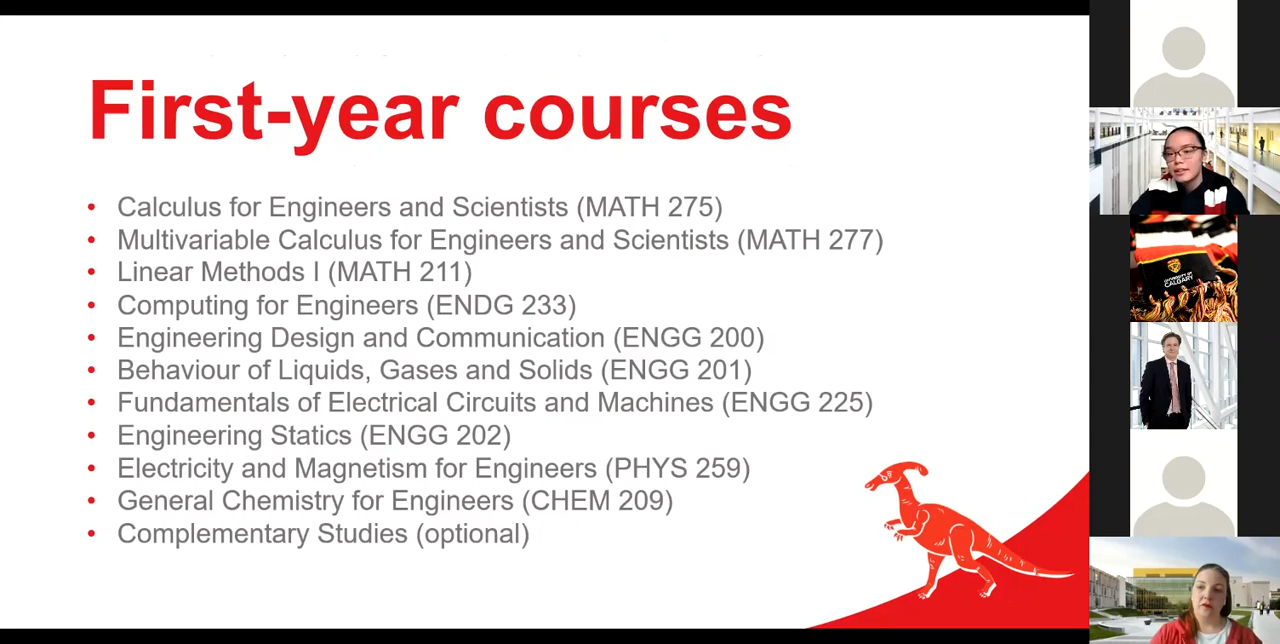 First-year courses
• Calculus for Engineers and Scientists (MATH 275)
• Multivariable Calculus for Engineers and Scientists (MATH 277)
• Linear Methods I (MATH 211)
• Computing for Engineers (ENDG 233)
• Engineering Design and Communication (ENGG 200)
• Behaviour of Liquids, Gases and Solids (ENGG 201)
• Fundamentals of Electrical Circuits and Machines (ENGG 225)
• Engineering Statics (ENGG 202)
• Electricity and Magnetism for Engineers (PHYS 259)
• General Chemistry for Engineers (CHEM 209)
• Complementary Studies (optional)
UNIVERSITY OF
CALGARY